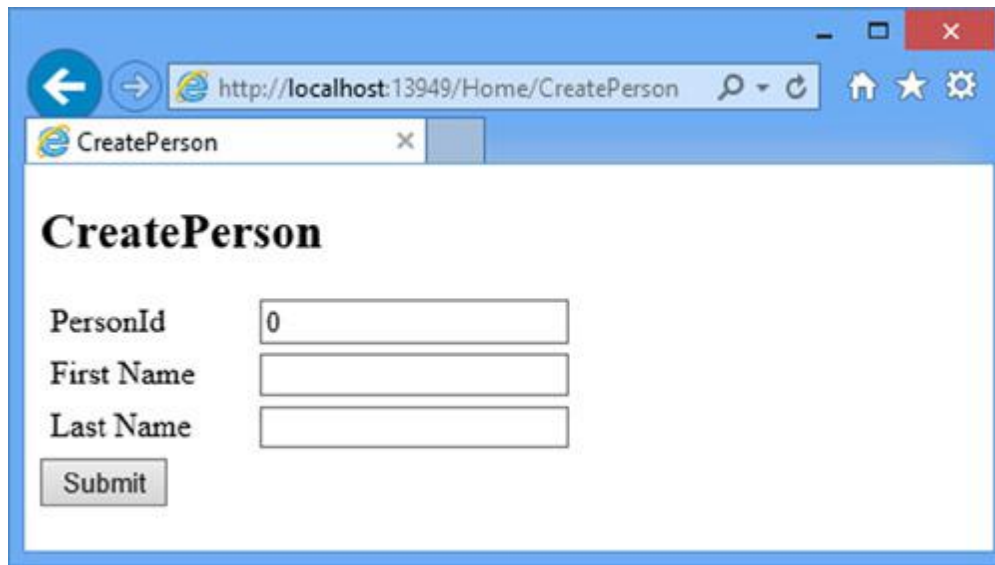 http://localhost:13949/Home/CreatePerson
CreatePerson
CreatePerson
PersonId 0
First Name
Last Name
Submit